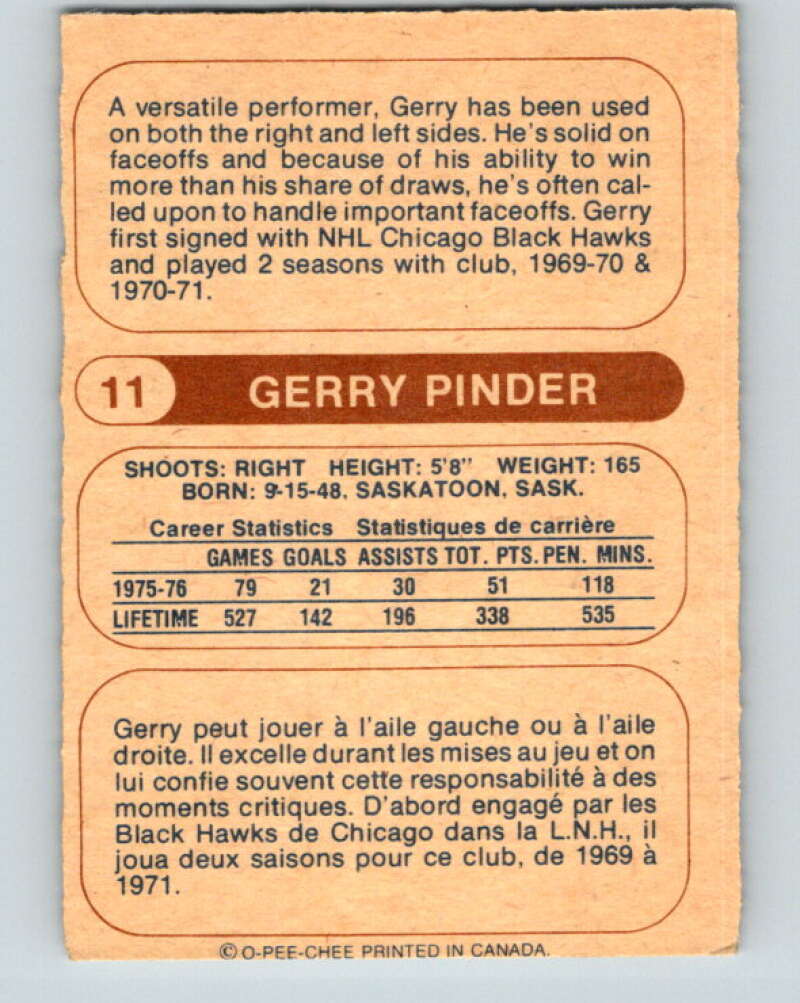 A versatile performer, Gerry has been used
on both the right and left sides. He's solid on
faceoffs and because of his ability to win
more than his share of draws, he's often cal-
led upon to handle important faceoffs. Gerry
first signed with NHL Chicago Black Hawks
and played 2 seasons with club, 1969-70 &
1970-71.
11 GERRY PINDER
SHOOTS: RIGHT HEIGHT: 5'8" WEIGHT: 165
BORN: 9-15-48, SASKATOON, SASK.
Career Statistics Statistiques de carrière
GAMES GOALS ASSISTS TOT. PTS. PEN. MINS.
1975-76 79 21 30 51 118
LIFETIME 527 142 196 338 535
Gerry peut jouer à l'aile gauche ou à l'aile
droite. Il excelle durant les mises au jeu et on
lui confie souvent cette responsabilité à des
moments critiques. D'abord engagé par les
Black Hawks de Chicago dans la L.N.H., il
joua deux saisons pour ce club, de 1969 à
1971.
© O-PEE-CHEE PRINTED IN CANADA.